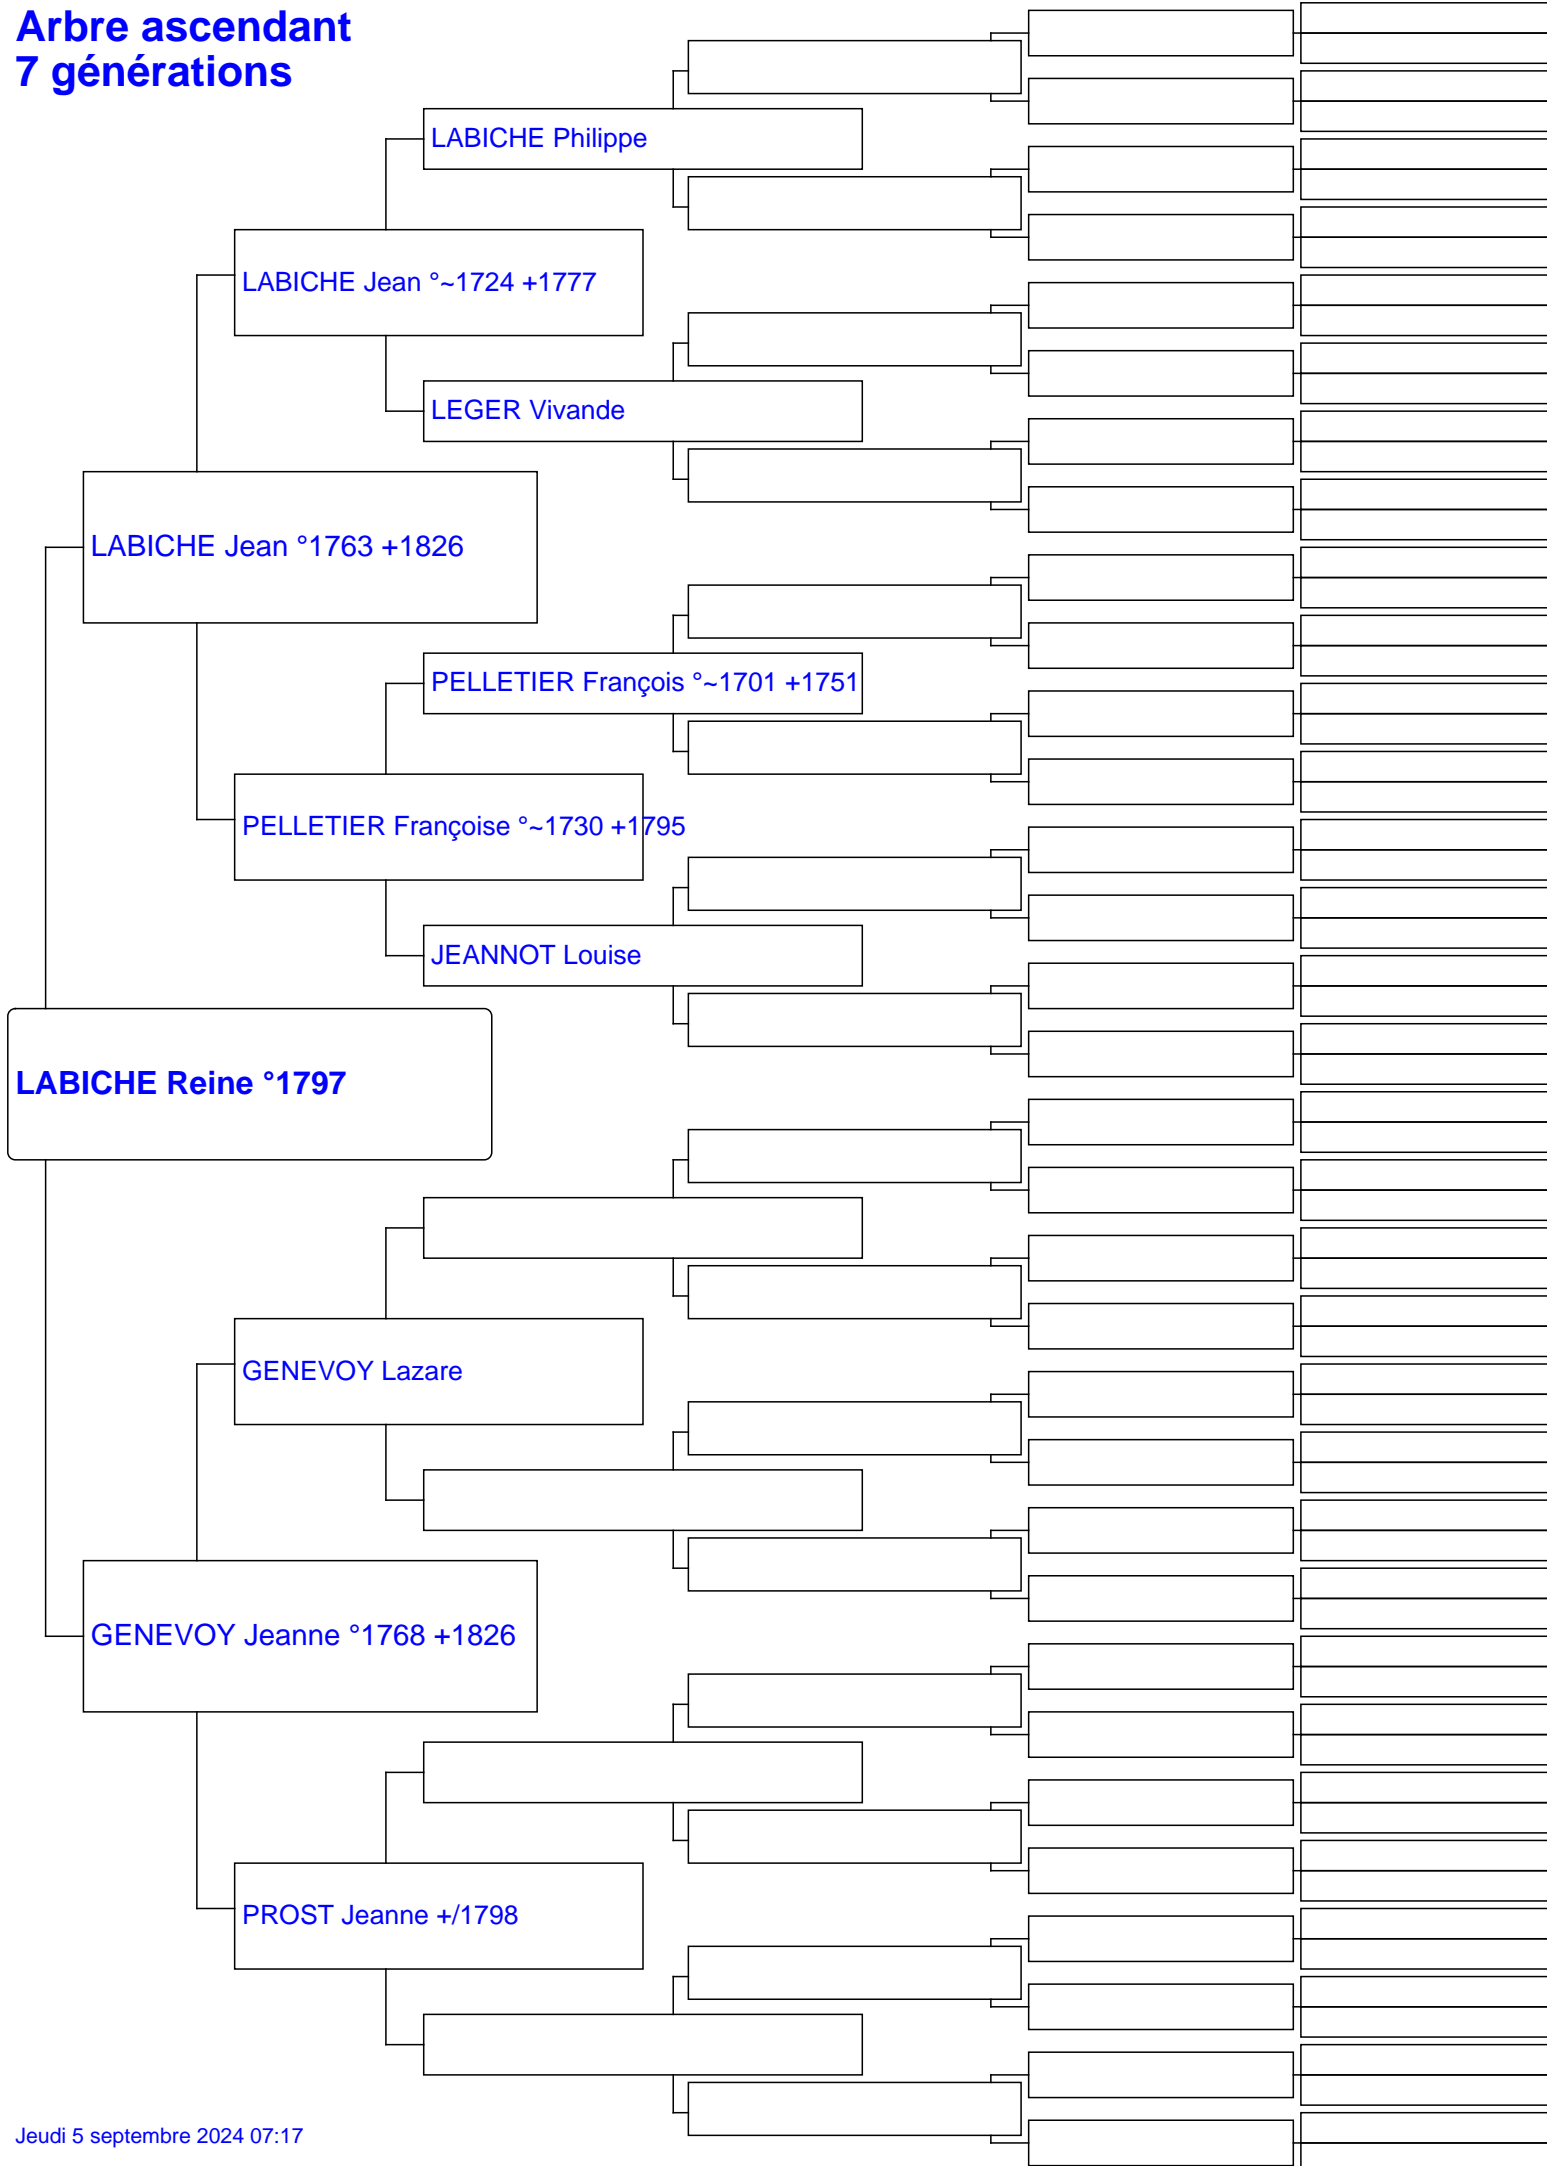 Arbre ascendant
7 générations
LABICHE Philippe
LABICHE Jean °~1724 +1777
LEGER Vivande
LABICHE Jean °1763 +1826
PELLETIER François °~1701 +1751
PELLETIER Françoise °~1730 +1795
JEANNOT Louise
LABICHE Reine °1797
GENEVOY Lazare
GENEVOY Jeanne °1768 +1826
PROST Jeanne +/1798
Jeudi 5 septembre 2024 07:17